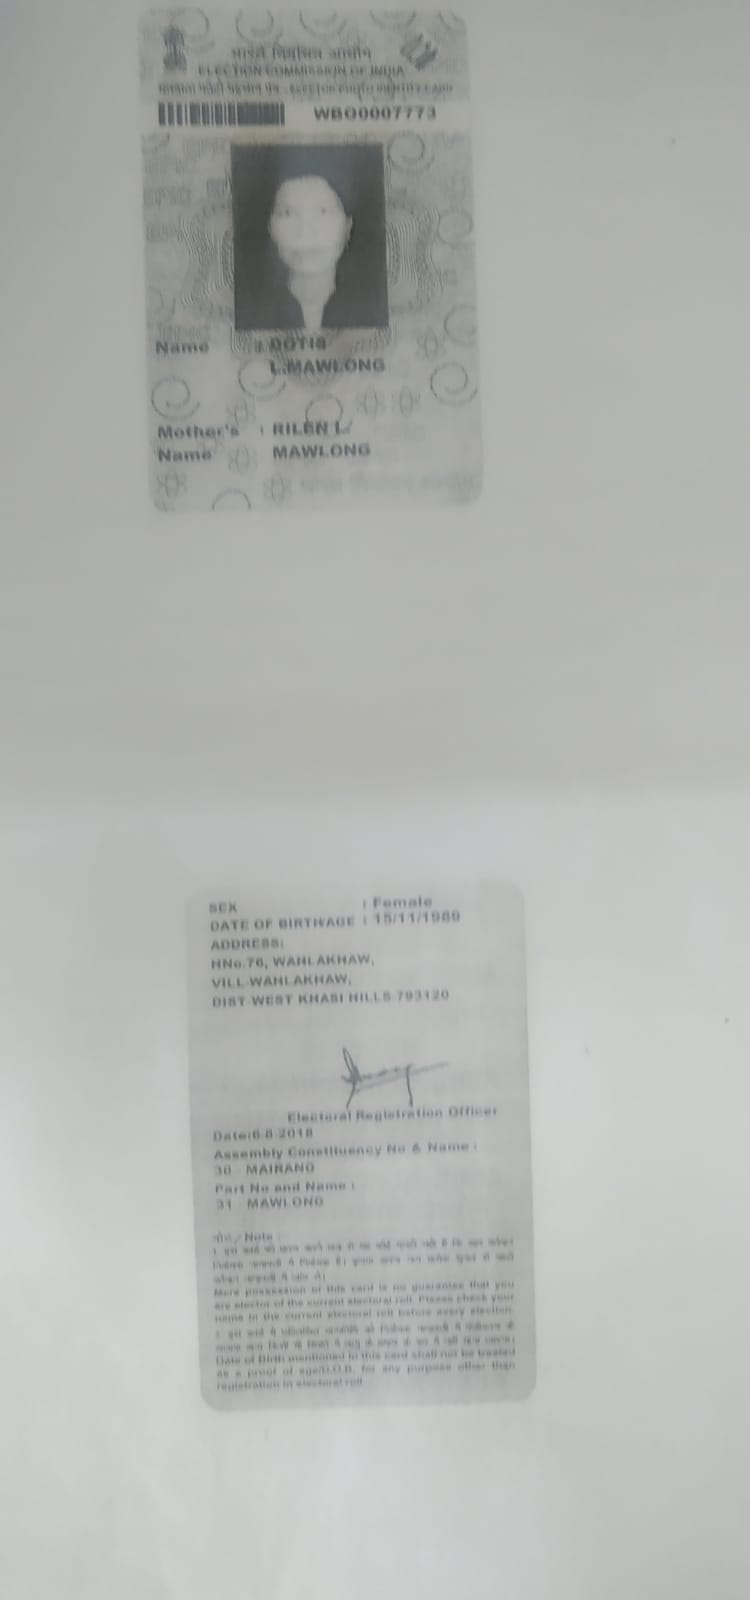 भारत निर्वाचन आयोग
ELECTION COMMISSION OF INDIA
WBO0007773
Name : DOTIS
L.MAWLONG
Mother's : RILEN L
Name MAWLONG
SEX : Female
DATE OF BIRTH/AGE : 15/11/1989
ADDRESS:
HNo.76, WAHLAKHAW,
VILL-WAHLAKHAW,
DIST-WEST KHASI HILLS-793120
Electoral Registration Officer
Date:6-8-2018
Assembly Constituency No & Name :
30 - MAIRANG
Part No and Name :
31 - MAWLONG
/ Note :
Mere possession of this card is no guarantee that you
are elector of the current electoral roll. Please check your
name in the current electoral roll before every election.
Date of Birth mentioned in this card shall not be treated
as a proof of age/D.O.B. for any purpose other than
registration in electoral roll